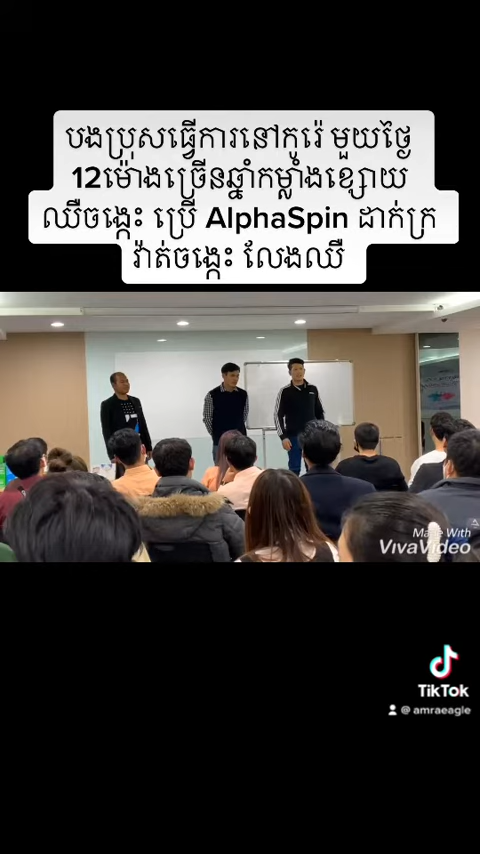 បងប្រុសធ្វើការនៅកូរ៉េ មួយថ្ងៃ
12ម៉ោងច្រើនឆ្នាំកម្លាំងខ្សោយ
ឈឺចង្កេះ ប្រើ AlphaSpin ដាក់ក្រ
វ៉ាត់ចង្កេះ លែងឈឺ
Made With
VivaVideo
TikTok
@ amraeagle